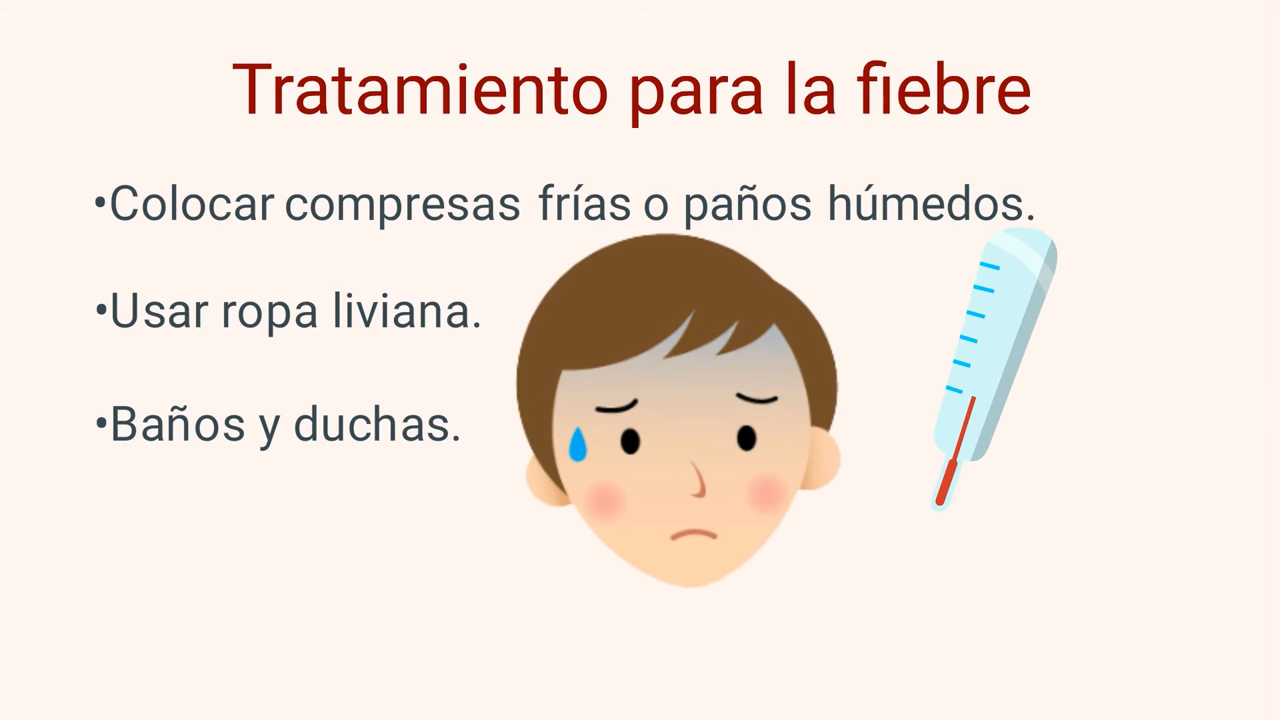 Tratamiento para la fiebre
•Colocar compresas frías o paños húmedos.
•Usar ropa liviana.
•Baños y duchas.